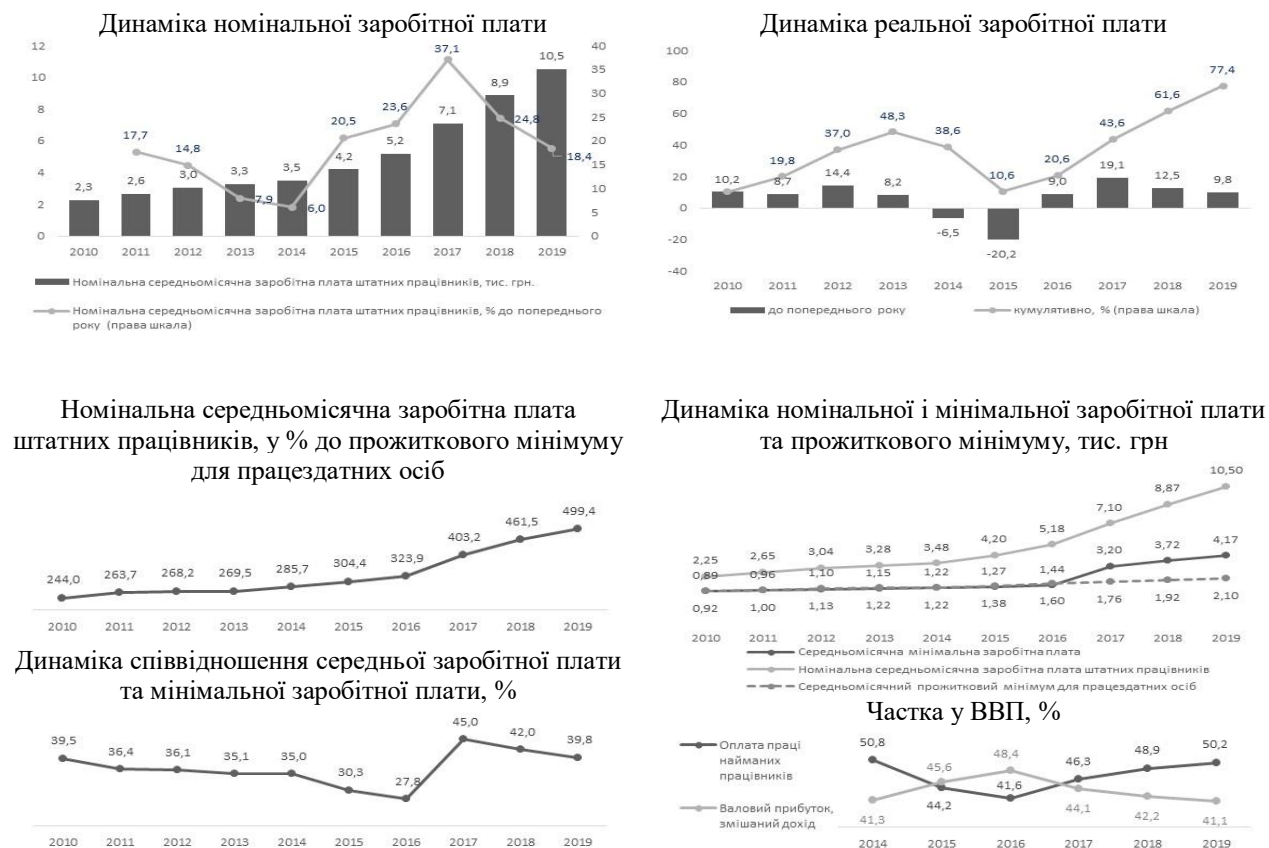 Динаміка номінальної заробітної плати
12
10
8
6
4
2
0
40
35
30
25
20
15
10
5
0
17,7
14,8
7,9
6,0
20,5
23,6
37,1
24,8
18,4
2,3
2,6
3,0
3,3
3,5
4,2
5,2
7,1
8,9
10,5
2010 2011 2012 2013 2014 2015 2016 2017 2018 2019
Номінальна середньомісячна заробітна плата штатних працівників, тис. грн.
Номінальна середньомісячна заробітна плата штатних працівників, % до попереднього
року (права шкала)
Динаміка реальної заробітної плати
100
80
60
40
20
0
-20
-40
10,2
19,8
37,0
48,3
38,6
10,6
20,6
43,6
61,6
77,4
8,7
14,4
8,2
-6,5
-20,2
9,0
19,1
12,5
9,8
2010 2011 2012 2013 2014 2015 2016 2017 2018 2019
до попереднього року
кумулятивно, % (права шкала)
Номінальна середньомісячна заробітна плата
штатних працівників, у % до прожиткового мінімуму
для працездатних осіб
244,0 263,7 268,2 269,5 285,7 304,4 323,9 403,2 461,5 499,4
2010 2011 2012 2013 2014 2015 2016 2017 2018 2019
Динаміка номінальної і мінімальної заробітної плати
та прожиткового мінімуму, тис. грн
2,25 2,65 3,04 3,28 3,48 4,20 5,18 7,10 8,87 10,50
0,89 0,96 1,10 1,15 1,22 1,27 1,44 3,20 3,72 4,17
0,92 1,00 1,13 1,22 1,22 1,38 1,60 1,76 1,92 2,10
2010 2011 2012 2013 2014 2015 2016 2017 2018 2019
Середньомісячна мінімальна заробітна плата
Номінальна середньомісячна заробітна плата штатних працівників
Середньомісячний прожитковий мінімум для працездатних осіб
Динаміка співвідношення середньої заробітної плати
та мінімальної заробітної плати, %
39,5 36,4 36,1 35,1 35,0 30,3 27,8 45,0 42,0 39,8
2010 2011 2012 2013 2014 2015 2016 2017 2018 2019
Частка у ВВП, %
Оплата праці
найманих
працівників
Валовий прибуток,
змішаний дохід
50,8 44,2 41,6 46,3 48,9 50,2
41,3 45,6 48,4 44,1 42,2 41,1
2014 2015 2016 2017 2018 2019